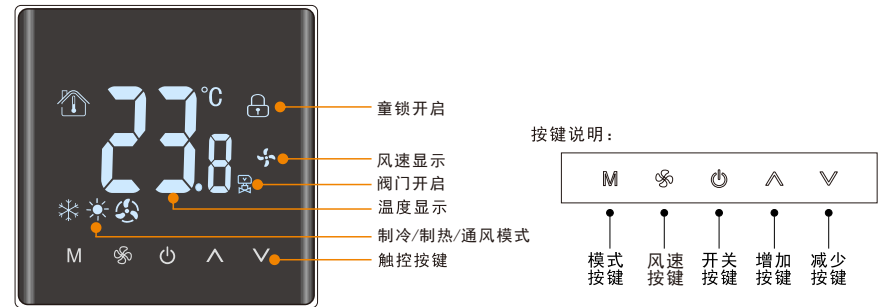 23.8
℃
M
童锁开启
风速显示
阀门开启
温度显示
制冷/制热/通风模式
触控按键
按键说明：
M
模式按键
风速按键
开关按键
增加按键
减少按键